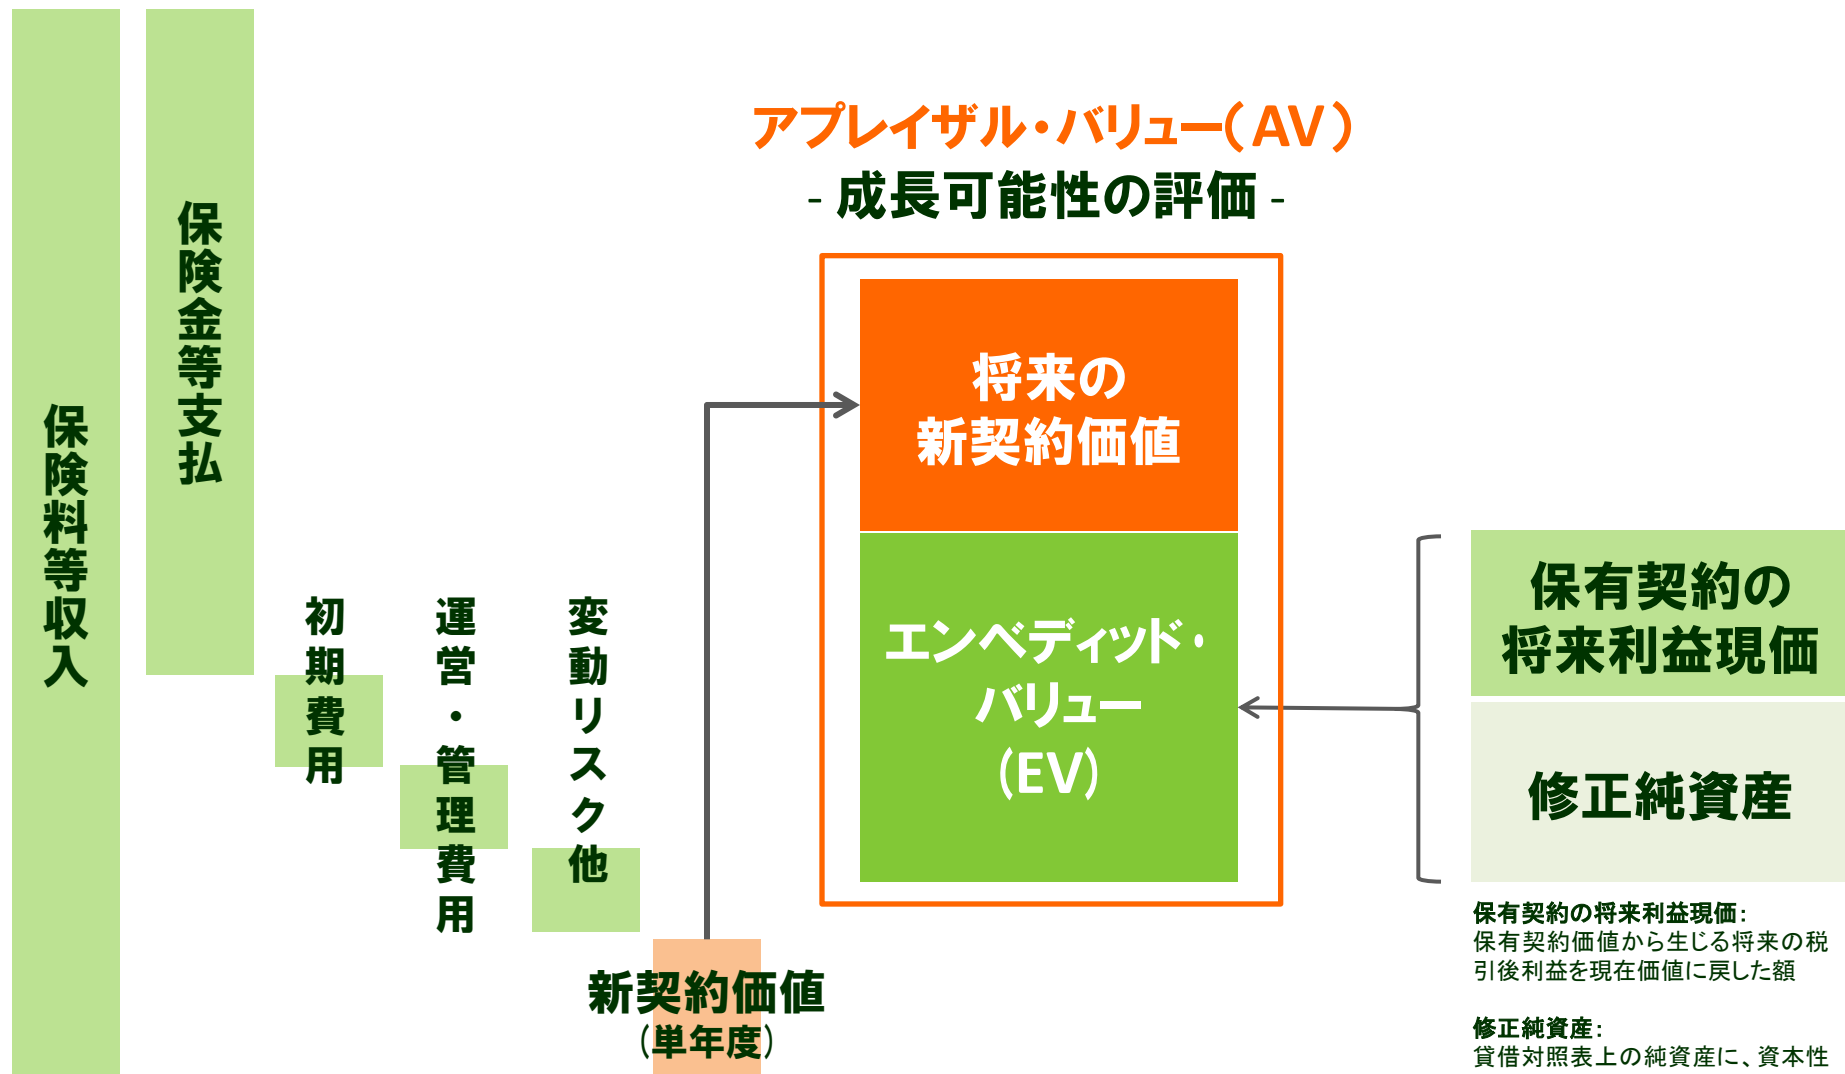 保険料等収入
保険金等支払
初期費用
運営・管理費用
変動リスク他
新契約価値
(単年度)
アプレイザル・バリュー(AV)
- 成長可能性の評価 -
将来の
新契約価値
エンベディッド・
バリュー
(EV)
保有契約の
将来利益現価
修正純資産
保有契約の将来利益現価:
保有契約価値から生じる将来の税
引後利益を現在価値に戻した額
修正純資産:
貸借対照表上の純資産に、資本性